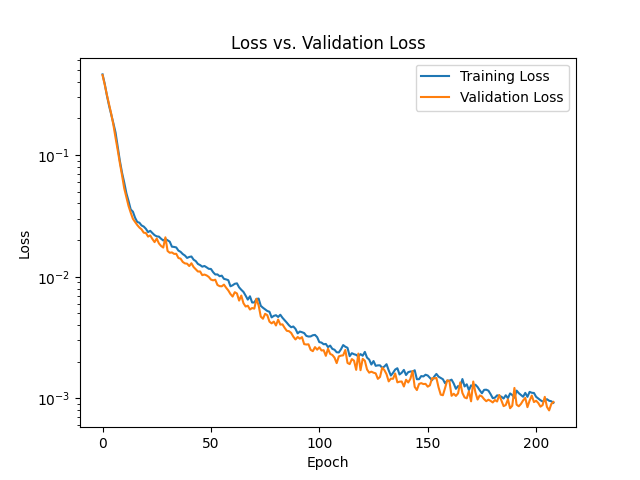 Loss vs. Validation Loss
Training Loss
Validation Loss
Loss
10⁻¹
10⁻²
10⁻³
0 50 100 150 200
Epoch